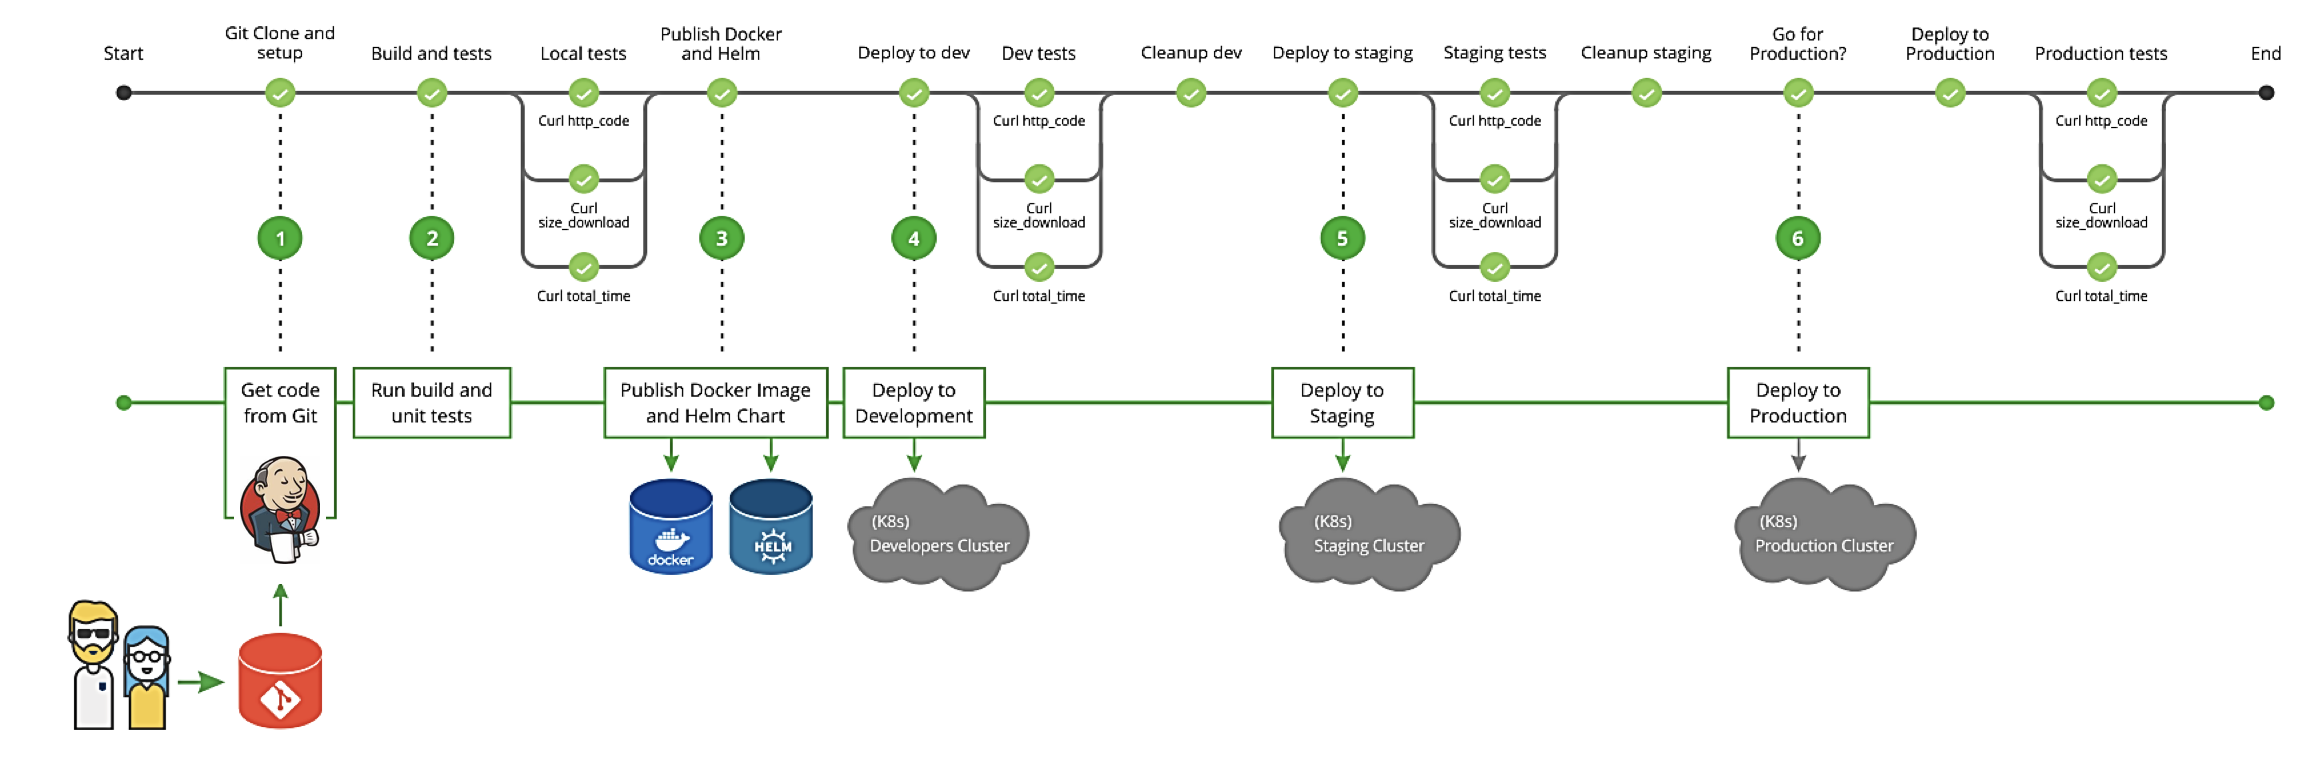 Start
Git Clone and
setup
Build and tests
Local tests
Publish Docker
and Helm
Deploy to dev
Dev tests
Cleanup dev
Deploy to staging
Staging tests
Cleanup staging
Go for
Production?
Deploy to
Production
Production tests
End
Curl http_code
Curl http_code
Curl http_code
Curl http_code
Curl
size_download
Curl
size_download
Curl
size_download
Curl
size_download
1
2
3
4
5
6
Curl total_time
Curl total_time
Curl total_time
Curl total_time
Get code
from Git
Run build and
unit tests
Publish Docker Image
and Helm Chart
Deploy to
Development
Deploy to
Staging
Deploy to
Production
docker
HELM
(K8s)
Developers Cluster
(K8s)
Staging Cluster
(K8s)
Production Cluster